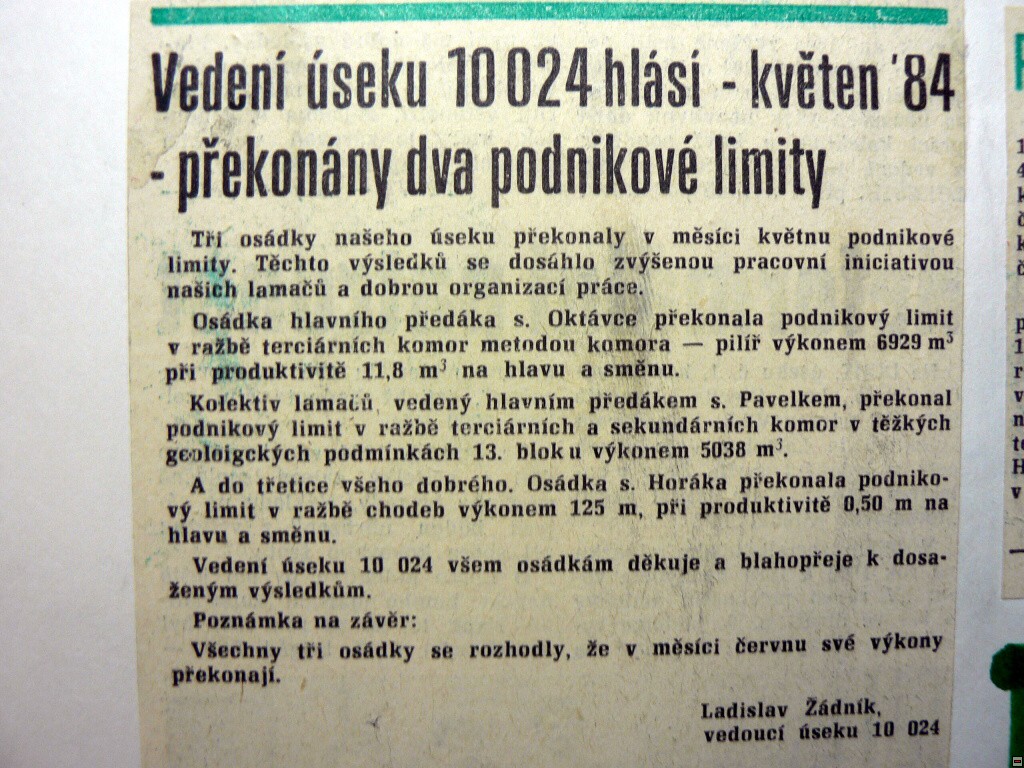 Vedení úseku 10 024 hlásí - květen '84
- překonány dva podnikové limity
Tři osádky našeho úseku překonaly v měsíci květnu podnikové
limity. Těchto výsledků se dosáhlo zvýšenou pracovní iniciativou
našich lamačů a dobrou organizací práce.
Osádka hlavního předáka s. Oktávce překonala podnikový limit
v ražbě terciárních komor metodou komora — pilíř výkonem 6929 m³
při produktivitě 11,8 m³ na hlavu a směnu.
Kolektiv lamačů, vedený hlavním předákem s. Pavelkem, překonal
podnikový limit v ražbě terciárních a sekundárních komor v těžkých
geoloigckých podmínkách 13. bloku výkonem 5038 m³.
A do třetice všeho dobrého. Osádka s. Horáka překonala podniko-
vý limit v ražbě chodeb výkonem 125 m, při produktivitě 0,50 m na
hlavu a směnu.
Vedení úseku 10 024 všem osádkám děkuje a blahopřeje k dosa-
ženým výsledkům.
Poznámka na závěr:
Všechny tři osádky se rozhodly, že v měsíci červnu své výkony
překonají.
Ladislav Žádník,
vedoucí úseku 10 024